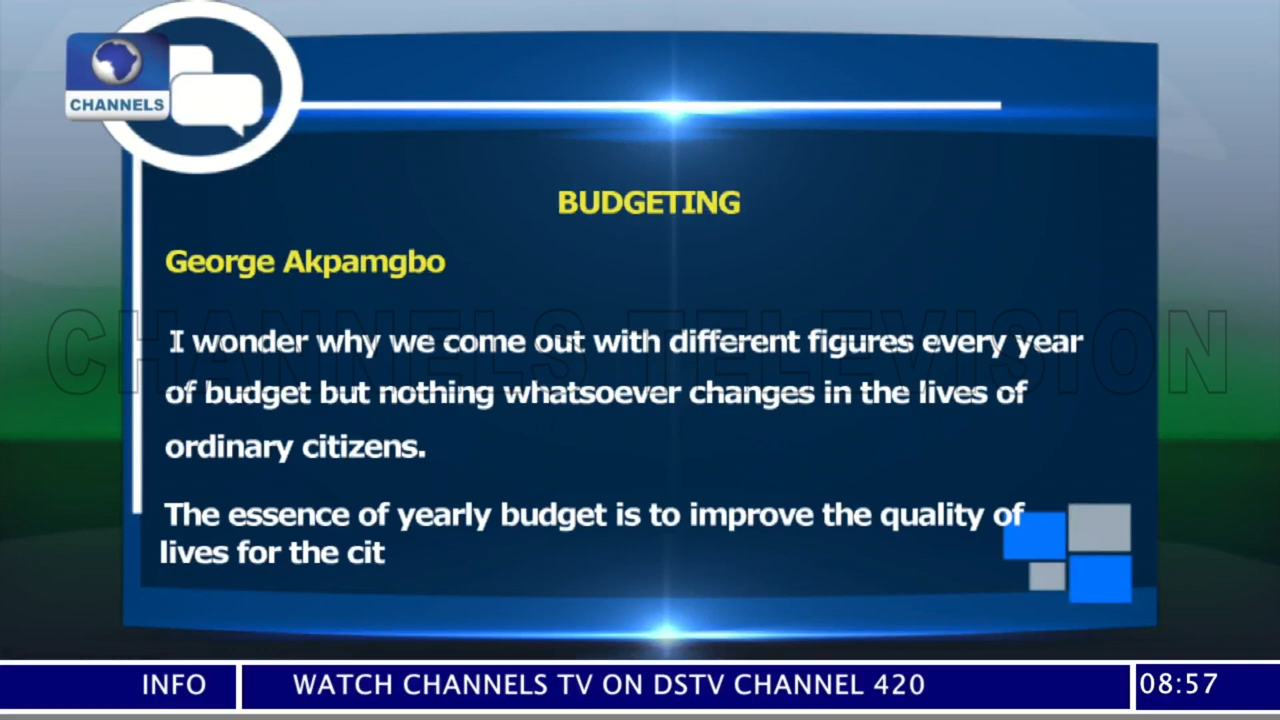 CHANNELS
BUDGETING
George Akpamgbo
CHANNELS TELEVISION
I wonder why we come out with different figures every year
of budget but nothing whatsoever changes in the lives of
ordinary citizens.
The essence of yearly budget is to improve the quality of
lives for the cit
INFO
WATCH CHANNELS TV ON DSTV CHANNEL 420
08:57